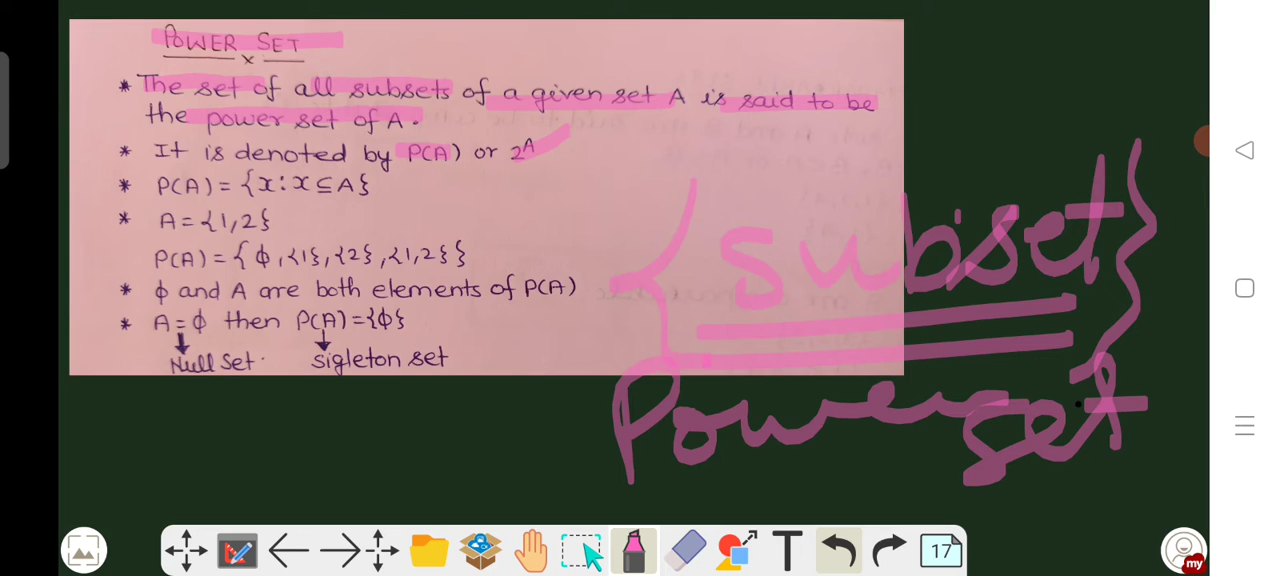 POWER SET
x
* The set of all subsets of a given set A is said to be
the power set of A.
* It is denoted by P(A) or 2^A
* P(A) = {x : x ⊆ A}
* A = {1, 2}
P(A) = { ϕ, {1}, {2}, {1, 2} }
* ϕ and A are both elements of P(A)
* A = ϕ then P(A) = {ϕ}
↓ ↓
Null Set. sigleton set
{ subset }
Power set
T
17
my